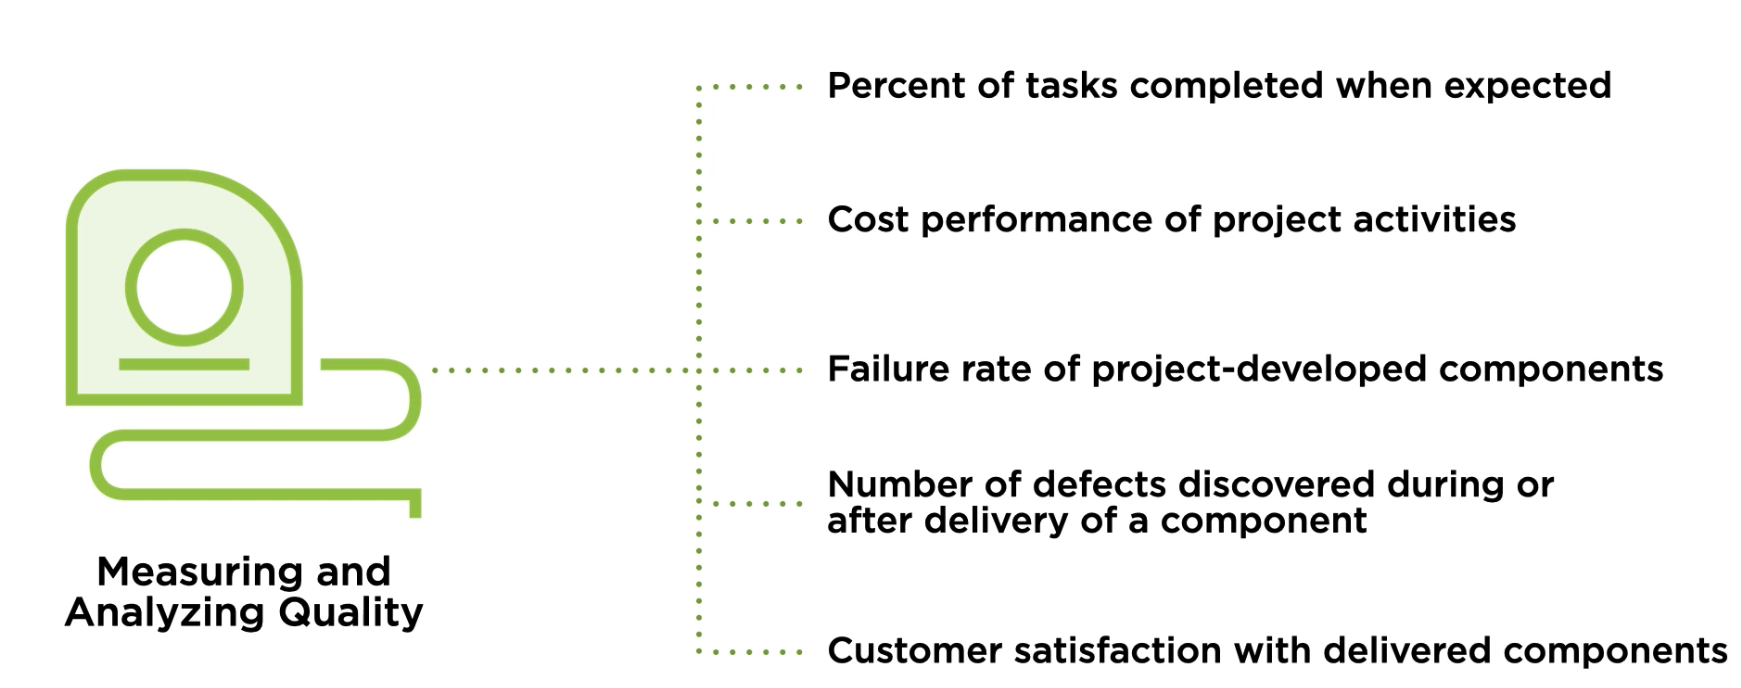 Percent of tasks completed when expected
Cost performance of project activities
Failure rate of project-developed components
Number of defects discovered during or
after delivery of a component
Customer satisfaction with delivered components
Measuring and
Analyzing Quality